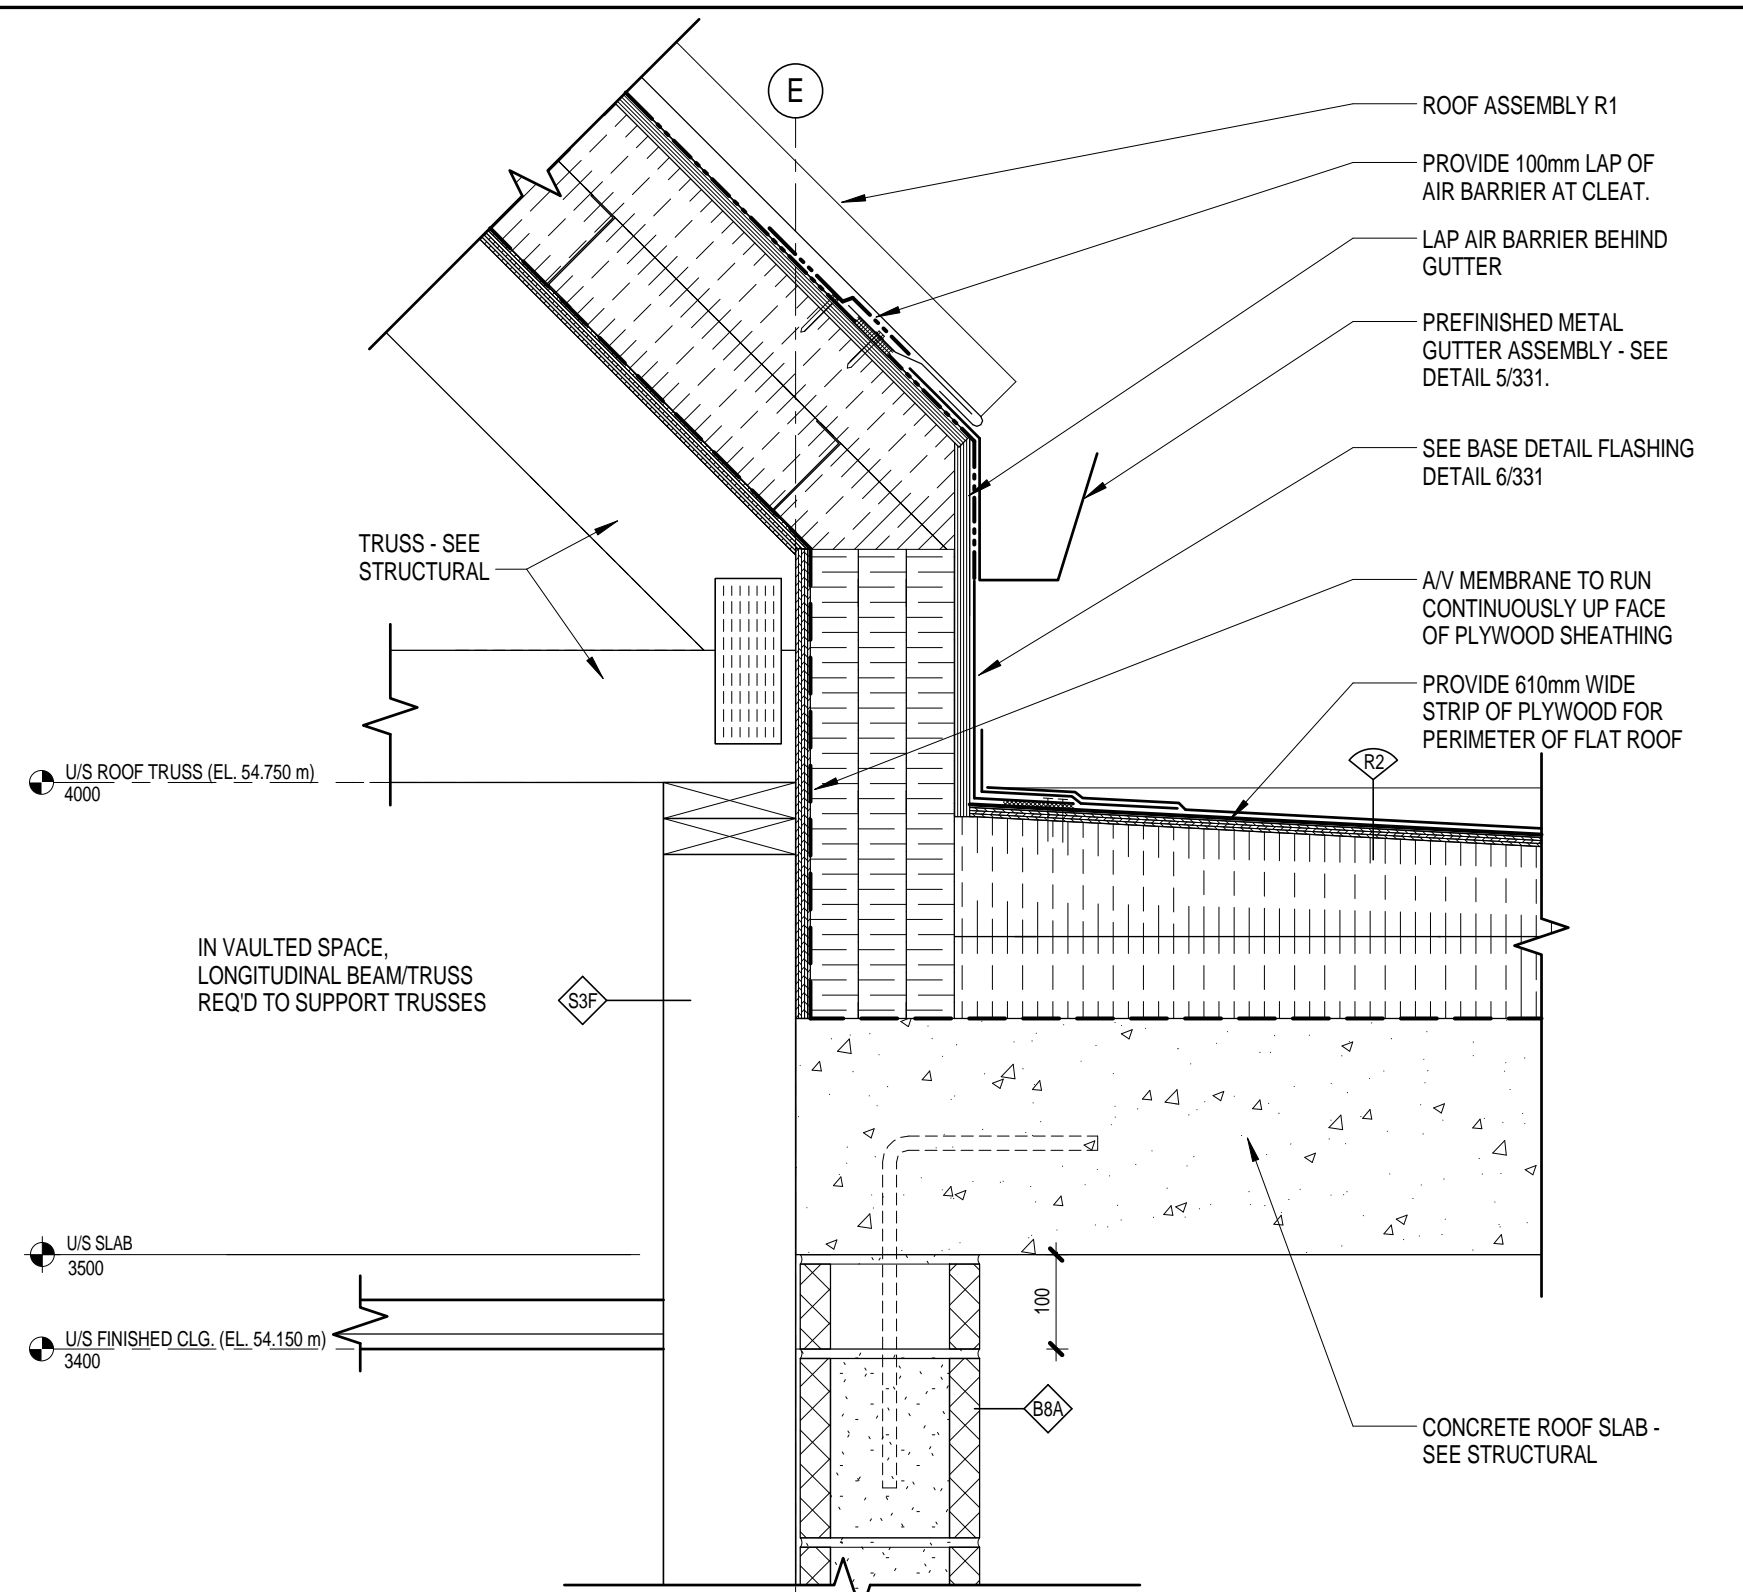 E
ROOF ASSEMBLY R1
PROVIDE 100mm LAP OF
AIR BARRIER AT CLEAT.
LAP AIR BARRIER BEHIND
GUTTER
PREFINISHED METAL
GUTTER ASSEMBLY - SEE
DETAIL 5/331.
SEE BASE DETAIL FLASHING
DETAIL 6/331
TRUSS - SEE
STRUCTURAL
A/V MEMBRANE TO RUN
CONTINUOUSLY UP FACE
OF PLYWOOD SHEATHING
PROVIDE 610mm WIDE
STRIP OF PLYWOOD FOR
PERIMETER OF FLAT ROOF
R2
U/S ROOF TRUSS (EL. 54.750 m)
4000
IN VAULTED SPACE,
LONGITUDINAL BEAM/TRUSS
REQ'D TO SUPPORT TRUSSES
S3F
U/S SLAB
3500
100
U/S FINISHED CLG. (EL. 54.150 m)
3400
B8A
CONCRETE ROOF SLAB -
SEE STRUCTURAL